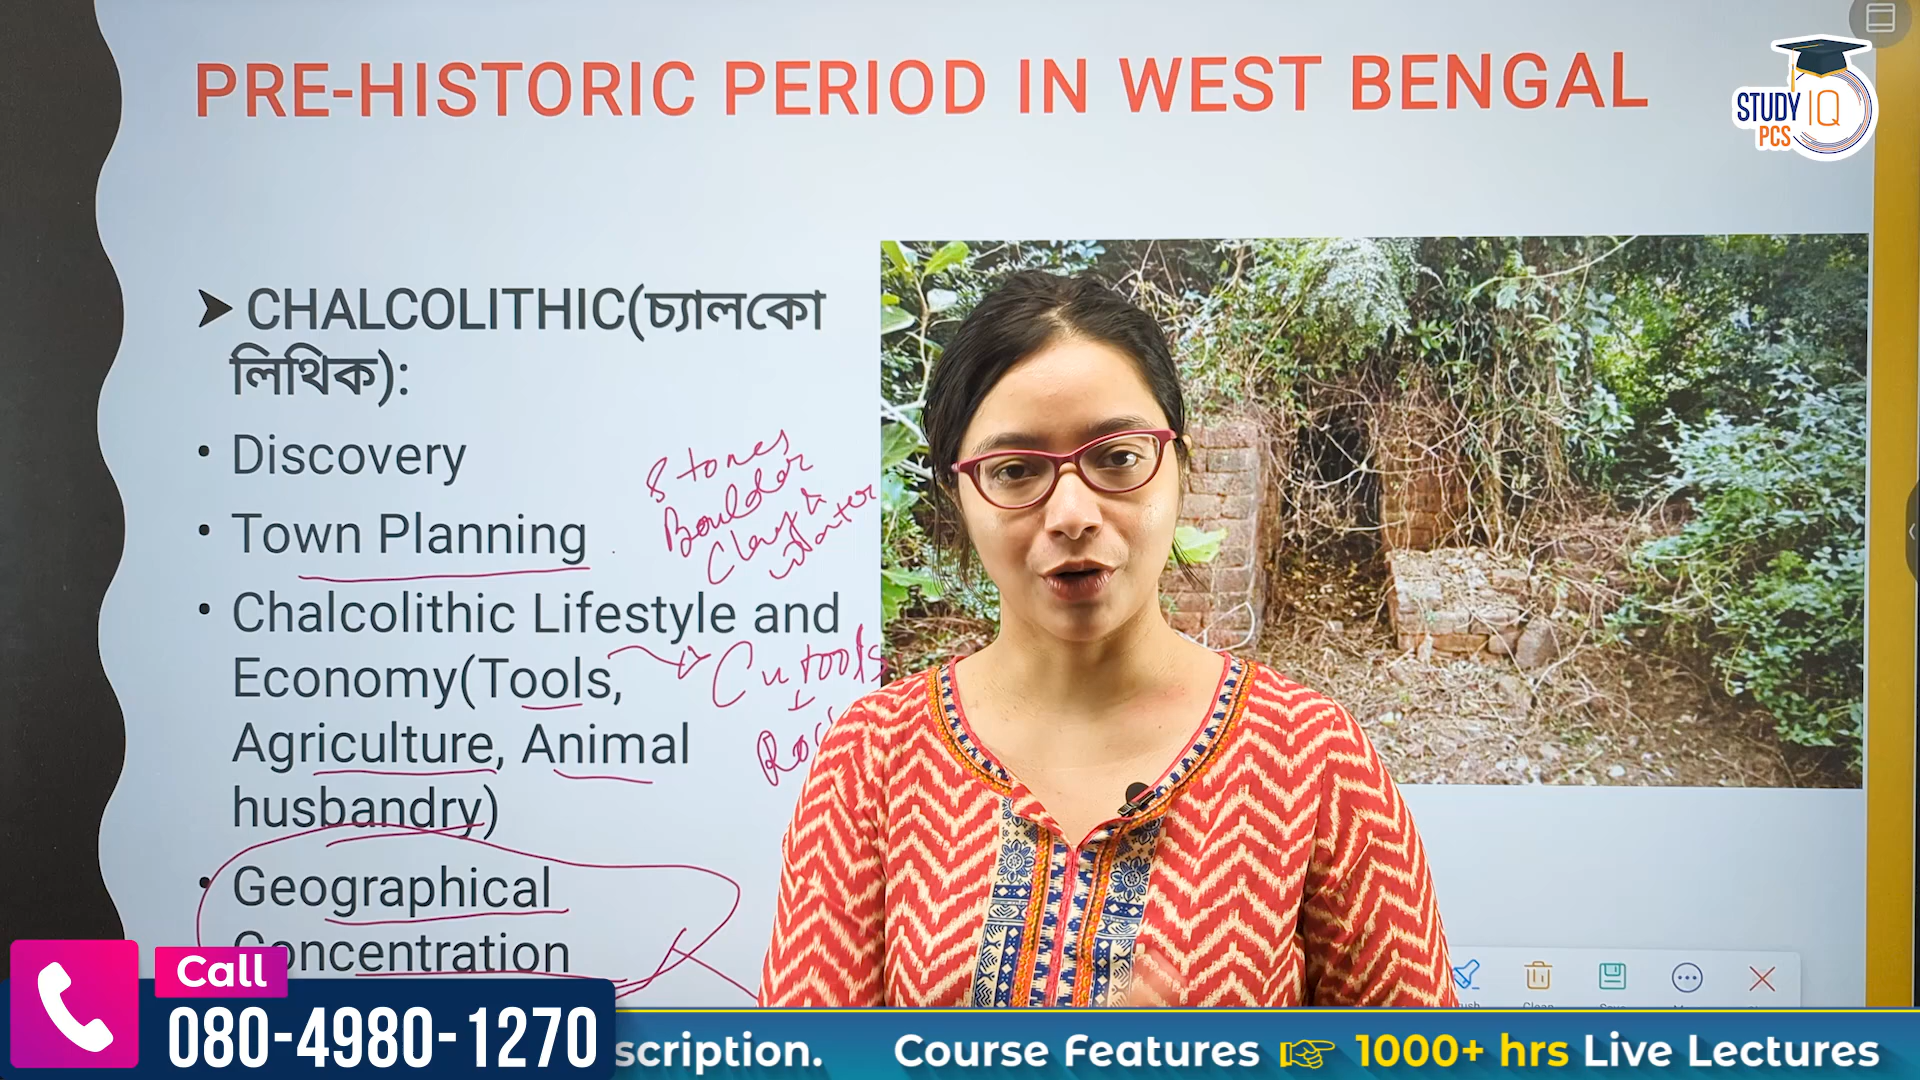 PRE-HISTORIC PERIOD IN WEST BENGAL
STUDY IQ
PCS
➤ CHALCOLITHIC(চ্যালকো
লিথিক):
• Discovery
Stones
Boulder
Clay &
water
• Town Planning
• Chalcolithic Lifestyle and
Economy(Tools,
Cu tools
Agriculture, Animal
husbandry)
• Geographical
Concentration
Call
080-4980-1270
scription.
Course Features 1000+ hrs Live Lectures